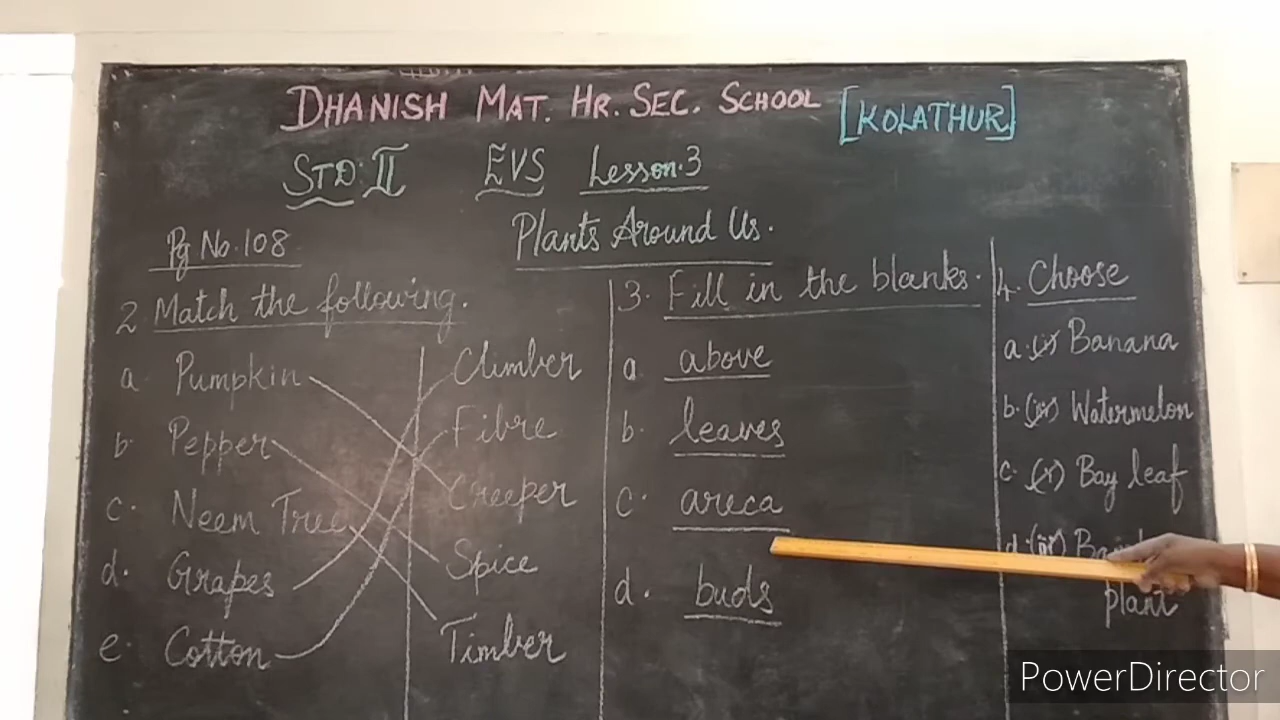 DHANISH MAT. HR. SEC. SCHOOL [KOLATHUR]
STD: II EVS Lesson.3
Plants Around Us.
Pg No. 108
2. Match the following.
a. Pumpkin Climber
b. Pepper Fibre
c. Neem Tree Creeper
d. Grapes Spice
e. Cotton Timber
3. Fill in the blanks.
a. above
b. leaves
c. areca
d. buds
4. Choose
a. Banana
b. Watermelon
c. Bay leaf
d.
plant
PowerDirector